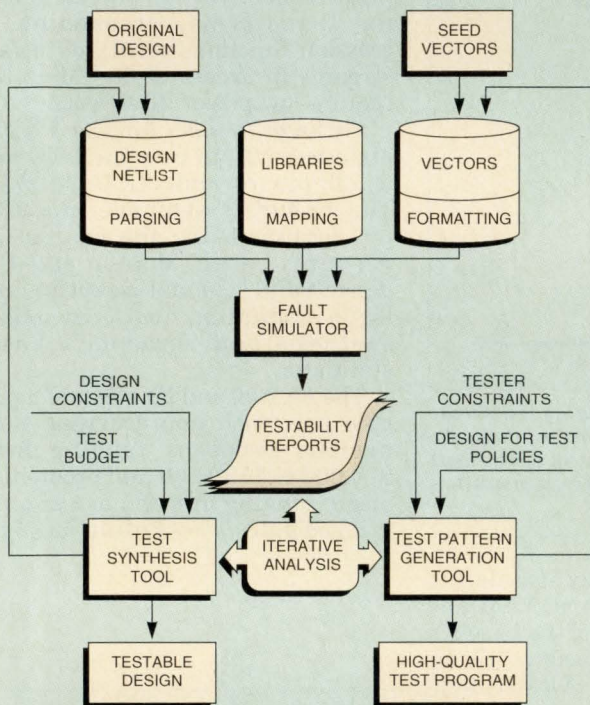 ORIGINAL
DESIGN
SEED
VECTORS
DESIGN
NETLIST
PARSING
LIBRARIES
MAPPING
VECTORS
FORMATTING
FAULT
SIMULATOR
TESTABILITY
REPORTS
DESIGN
CONSTRAINTS
TEST
BUDGET
TESTER
CONSTRAINTS
DESIGN FOR TEST
POLICIES
TEST
SYNTHESIS
TOOL
ITERATIVE
ANALYSIS
TEST PATTERN
GENERATION
TOOL
TESTABLE
DESIGN
HIGH-QUALITY
TEST PROGRAM